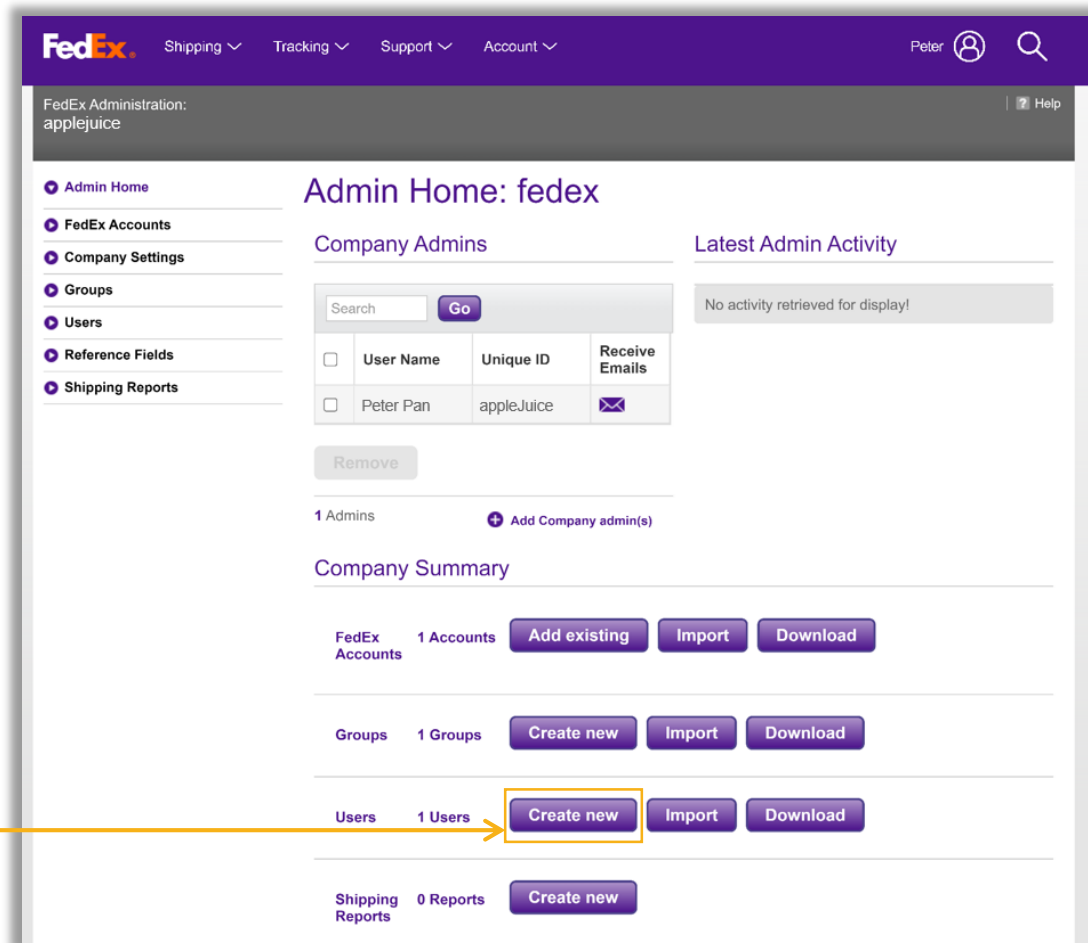 FedEx. Shipping Tracking Support Account Peter
FedEx Administration:
applejuice
? Help
Admin Home
FedEx Accounts
Company Settings
Groups
Users
Reference Fields
Shipping Reports
Admin Home: fedex
Company Admins
Search Go
User Name Unique ID Receive Emails
Peter Pan appleJuice
Remove
1 Admins Add Company admin(s)
Latest Admin Activity
No activity retrieved for display!
Company Summary
FedEx Accounts 1 Accounts Add existing Import Download
Groups 1 Groups Create new Import Download
Users 1 Users Create new Import Download
Shipping Reports 0 Reports Create new